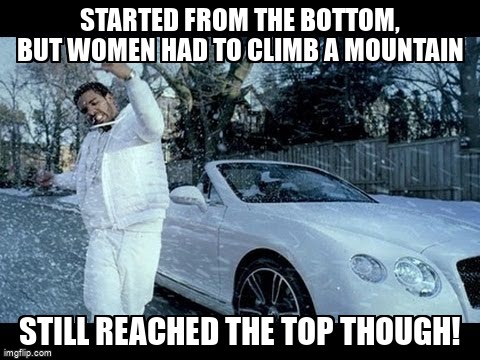 STARTED FROM THE BOTTOM,
BUT WOMEN HAD TO CLIMB A MOUNTAIN
STILL REACHED THE TOP THOUGH!
imgflip.com